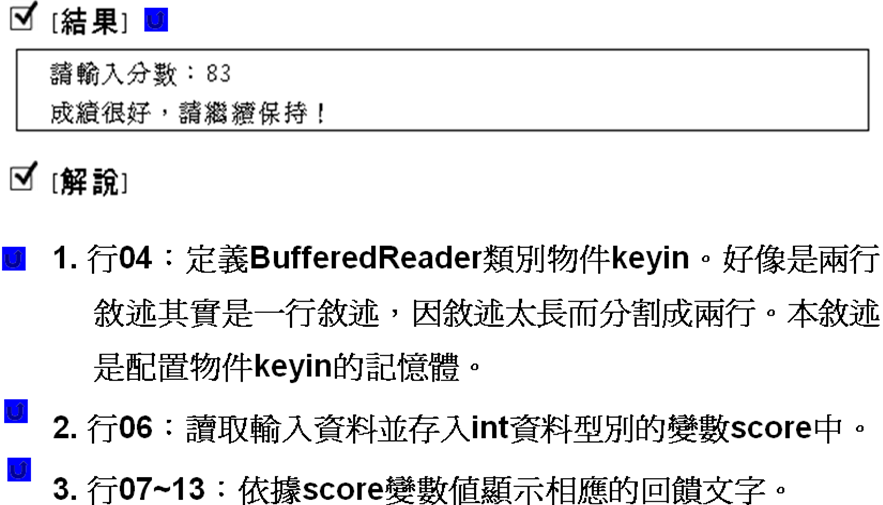 [結果]
請輸入分數：83
成績很好，請繼續保持！
[解說]
1. 行04：定義BufferedReader類別物件keyin。好像是兩行
敘述其實是一行敘述，因敘述太長而分割成兩行。本敘述
是配置物件keyin的記憶體。
2. 行06：讀取輸入資料並存入int資料型別的變數score中。
3. 行07~13：依據score變數值顯示相應的回饋文字。